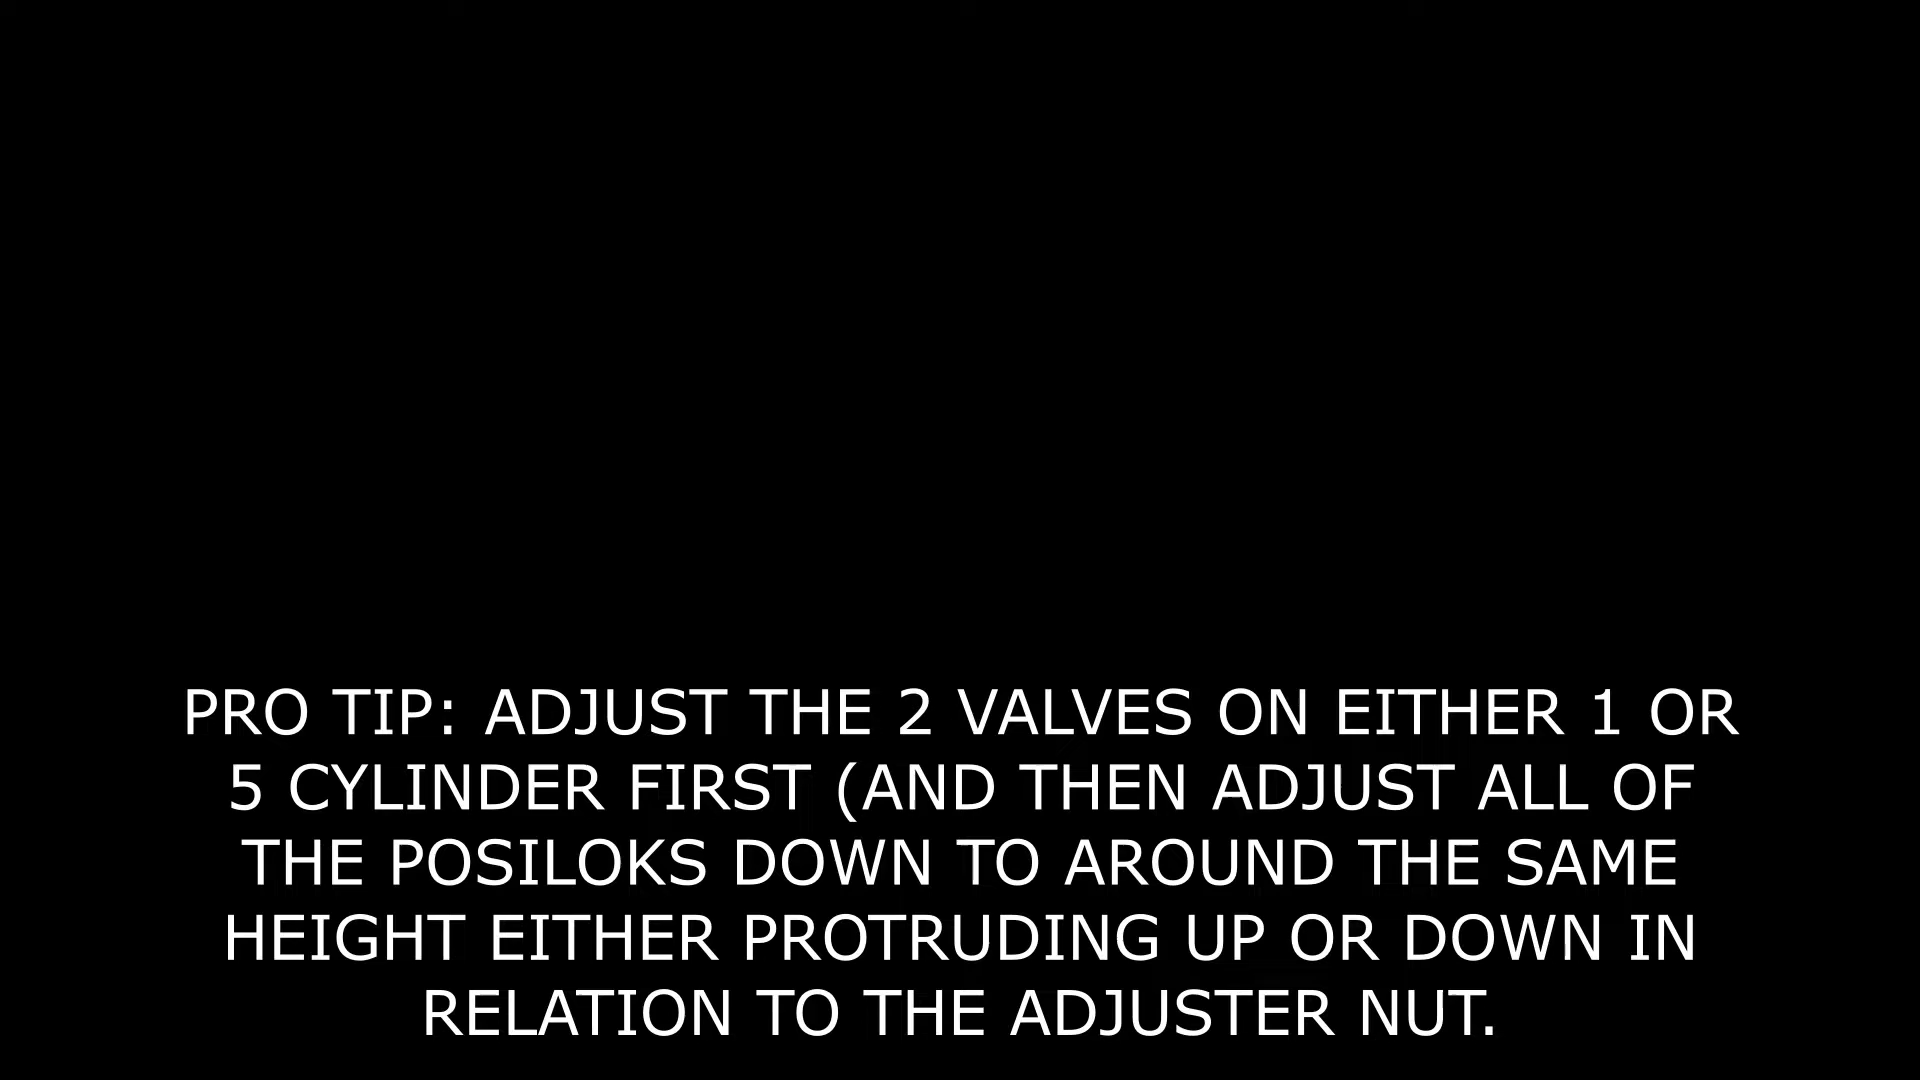 PRO TIP: ADJUST THE 2 VALVES ON EITHER 1 OR
5 CYLINDER FIRST (AND THEN ADJUST ALL OF
THE POSILOKS DOWN TO AROUND THE SAME
HEIGHT EITHER PROTRUDING UP OR DOWN IN
RELATION TO THE ADJUSTER NUT.